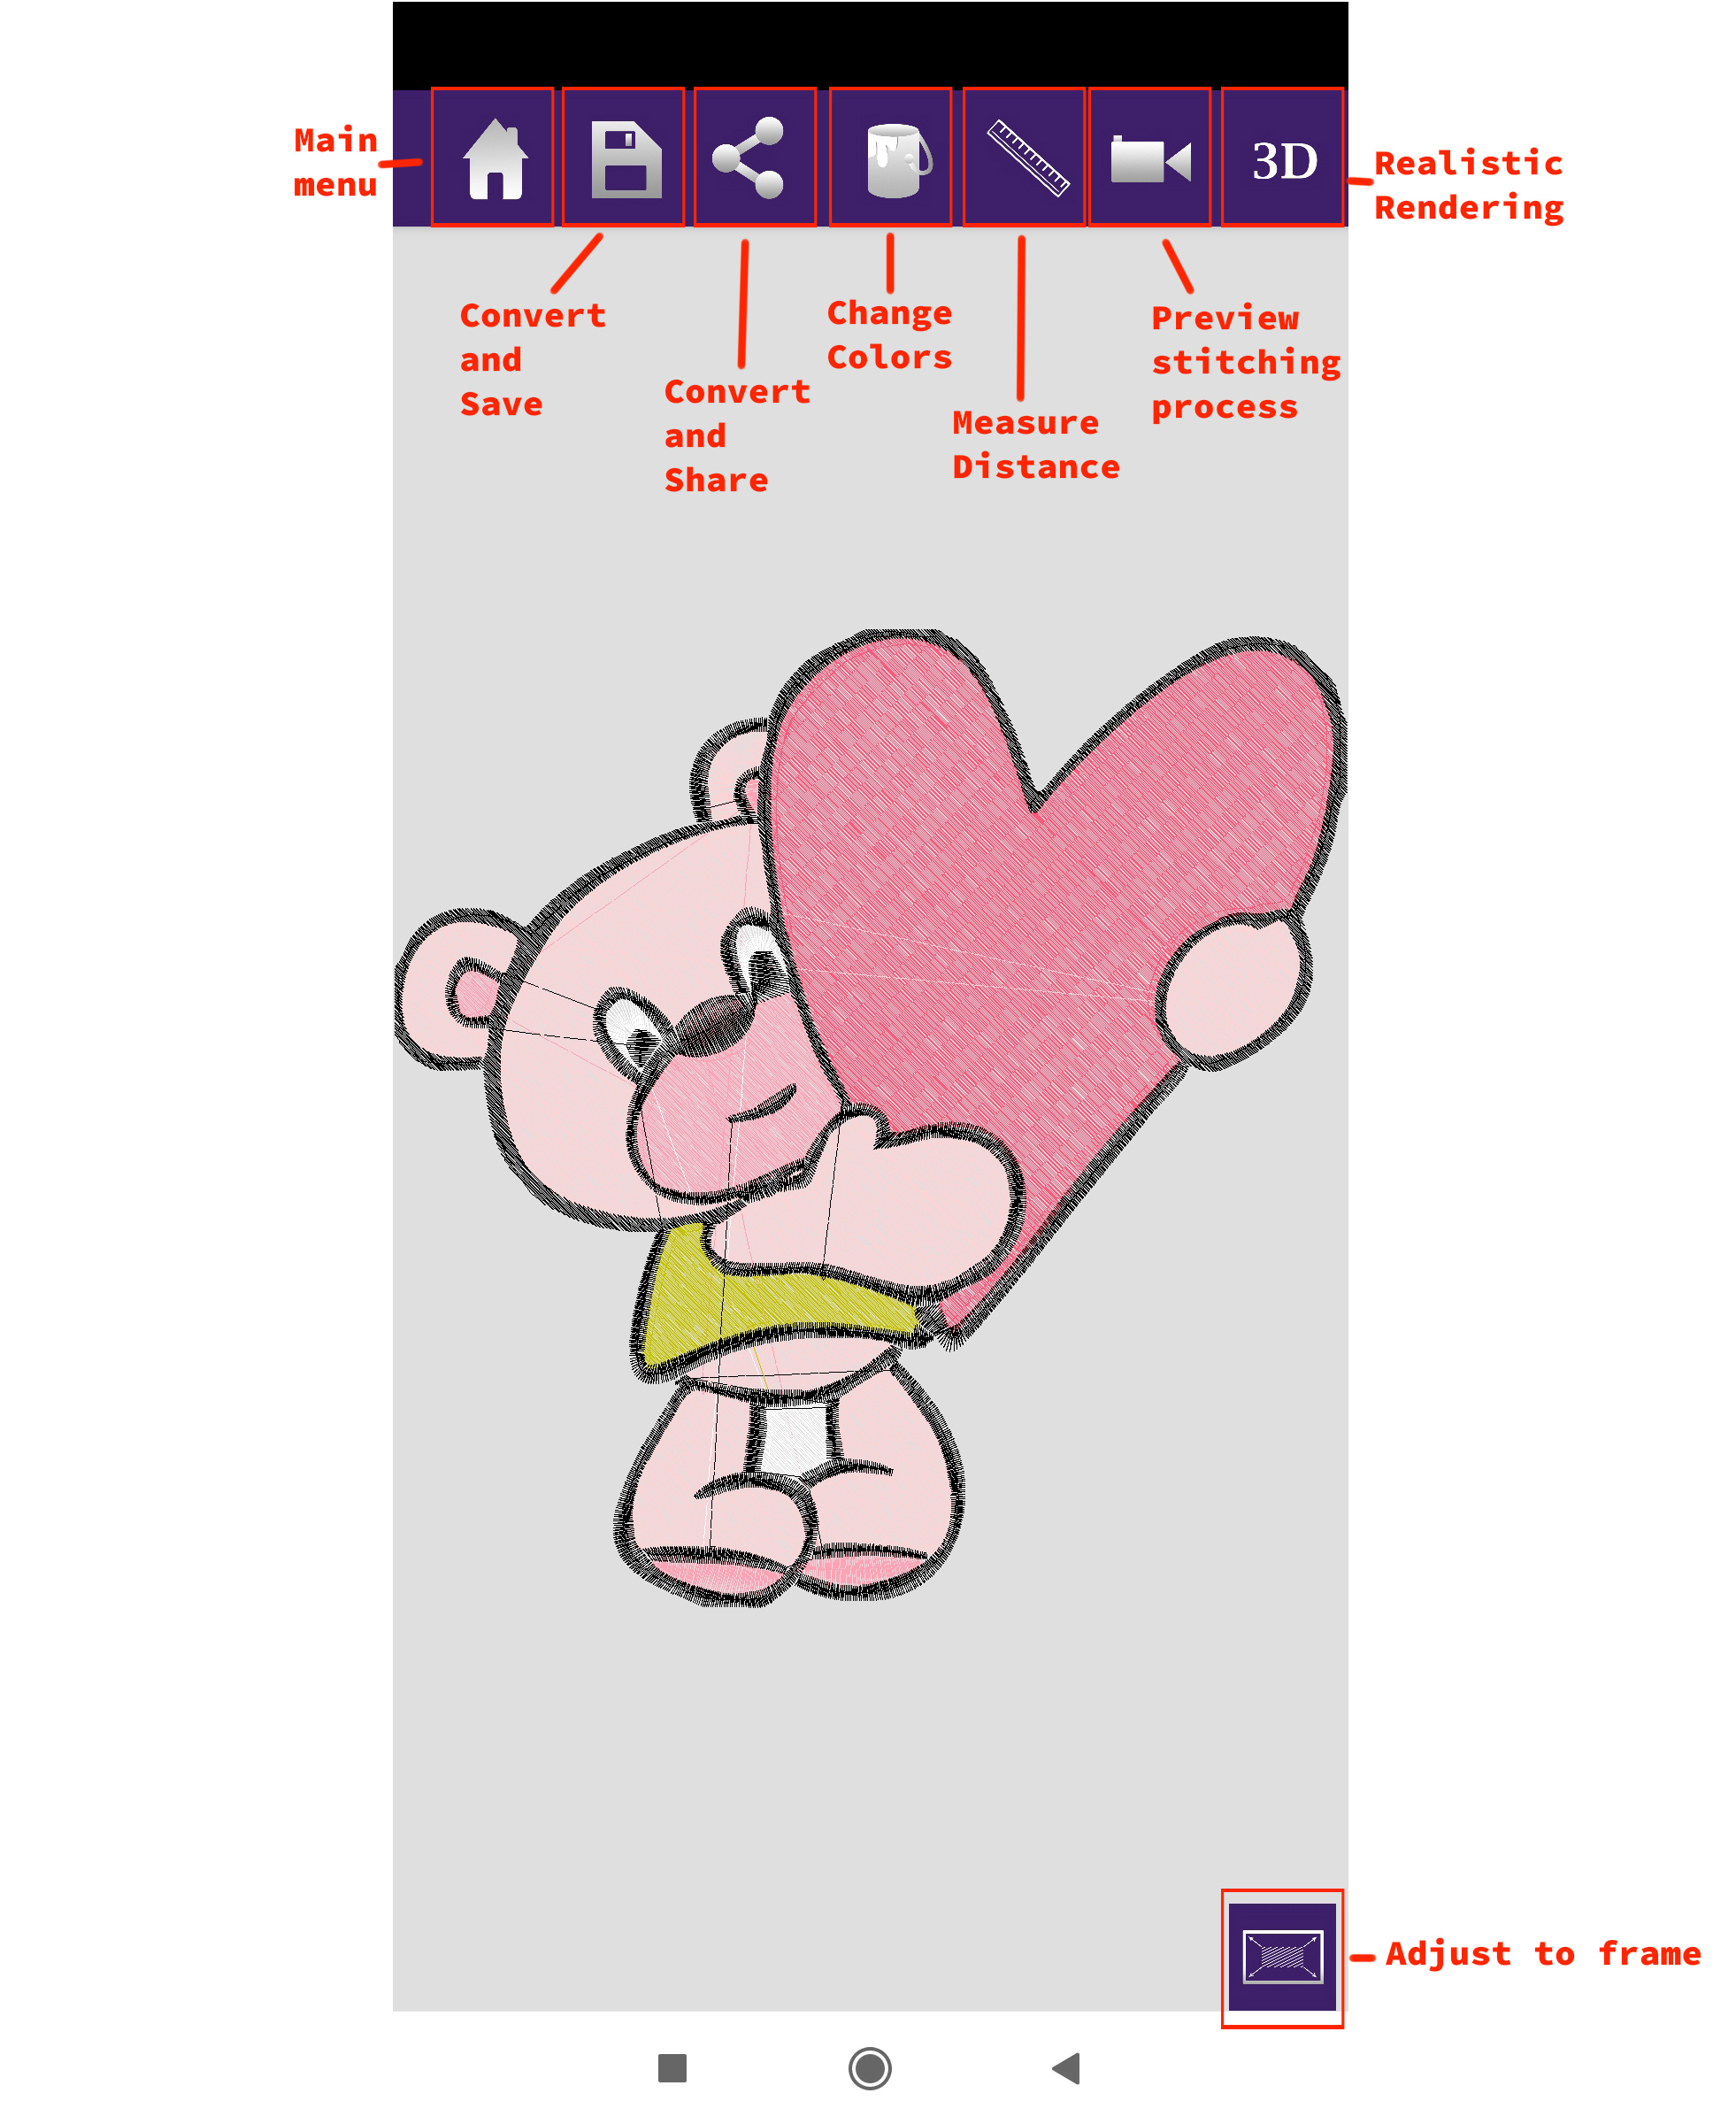 Main
menu
3D
Realistic
Rendering
Convert
and
Save
Convert
and
Share
Change
Colors
Measure
Distance
Preview
stitching
process
Adjust to frame